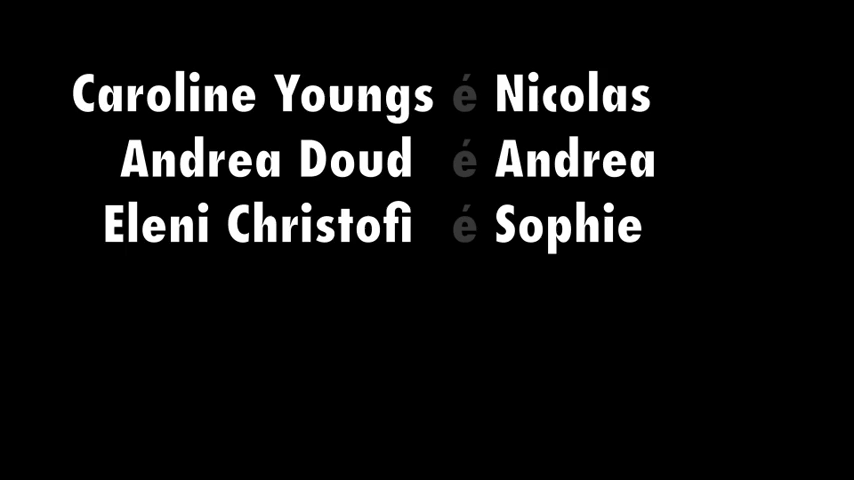 Caroline Youngs é Nicolas
Andrea Doud é Andrea
Eleni Christofi é Sophie